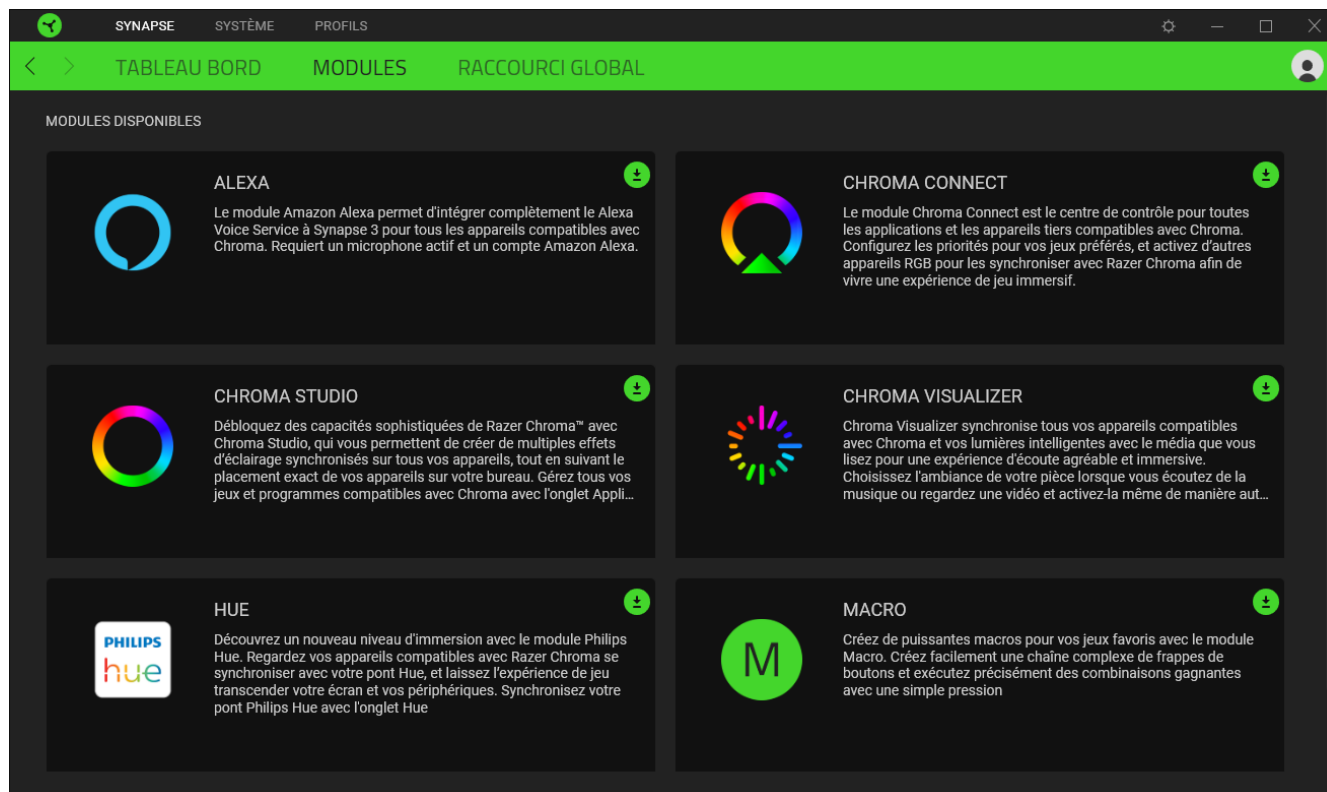 SYNAPSE SYSTÈME PROFILS
TABLEAU BORD MODULES RACCOURCI GLOBAL
MODULES DISPONIBLES
ALEXA
Le module Amazon Alexa permet d'intégrer complètement le Alexa
Voice Service à Synapse 3 pour tous les appareils compatibles avec
Chroma. Requiert un microphone actif et un compte Amazon Alexa.
CHROMA CONNECT
Le module Chroma Connect est le centre de contrôle pour toutes
les applications et les appareils tiers compatibles avec Chroma.
Configurez les priorités pour vos jeux préférés, et activez d'autres
appareils RGB pour les synchroniser avec Razer Chroma afin de
vivre une expérience de jeu immersif.
CHROMA STUDIO
Débloquez des capacités sophistiquées de Razer Chroma™ avec
Chroma Studio, qui vous permettent de créer de multiples effets
d'éclairage synchronisés sur tous vos appareils, tout en suivant le
placement exact de vos appareils sur votre bureau. Gérez tous vos
jeux et programmes compatibles avec Chroma avec l'onglet Appli...
CHROMA VISUALIZER
Chroma Visualizer synchronise tous vos appareils compatibles
avec Chroma et vos lumières intelligentes avec le média que vous
lisez pour une expérience d'écoute agréable et immersive.
Choisissez l'ambiance de votre pièce lorsque vous écoutez de la
musique ou regardez une vidéo et activez-la même de manière aut...
PHILIPS
hue
HUE
Découvrez un nouveau niveau d'immersion avec le module Philips
Hue. Regardez vos appareils compatibles avec Razer Chroma se
synchroniser avec votre pont Hue, et laissez l'expérience de jeu
transcender votre écran et vos périphériques. Synchronisez votre
pont Philips Hue avec l'onglet Hue
M
MACRO
Créez de puissantes macros pour vos jeux favoris avec le module
Macro. Créez facilement une chaîne complexe de frappes de
boutons et exécutez précisément des combinaisons gagnantes
avec une simple pression